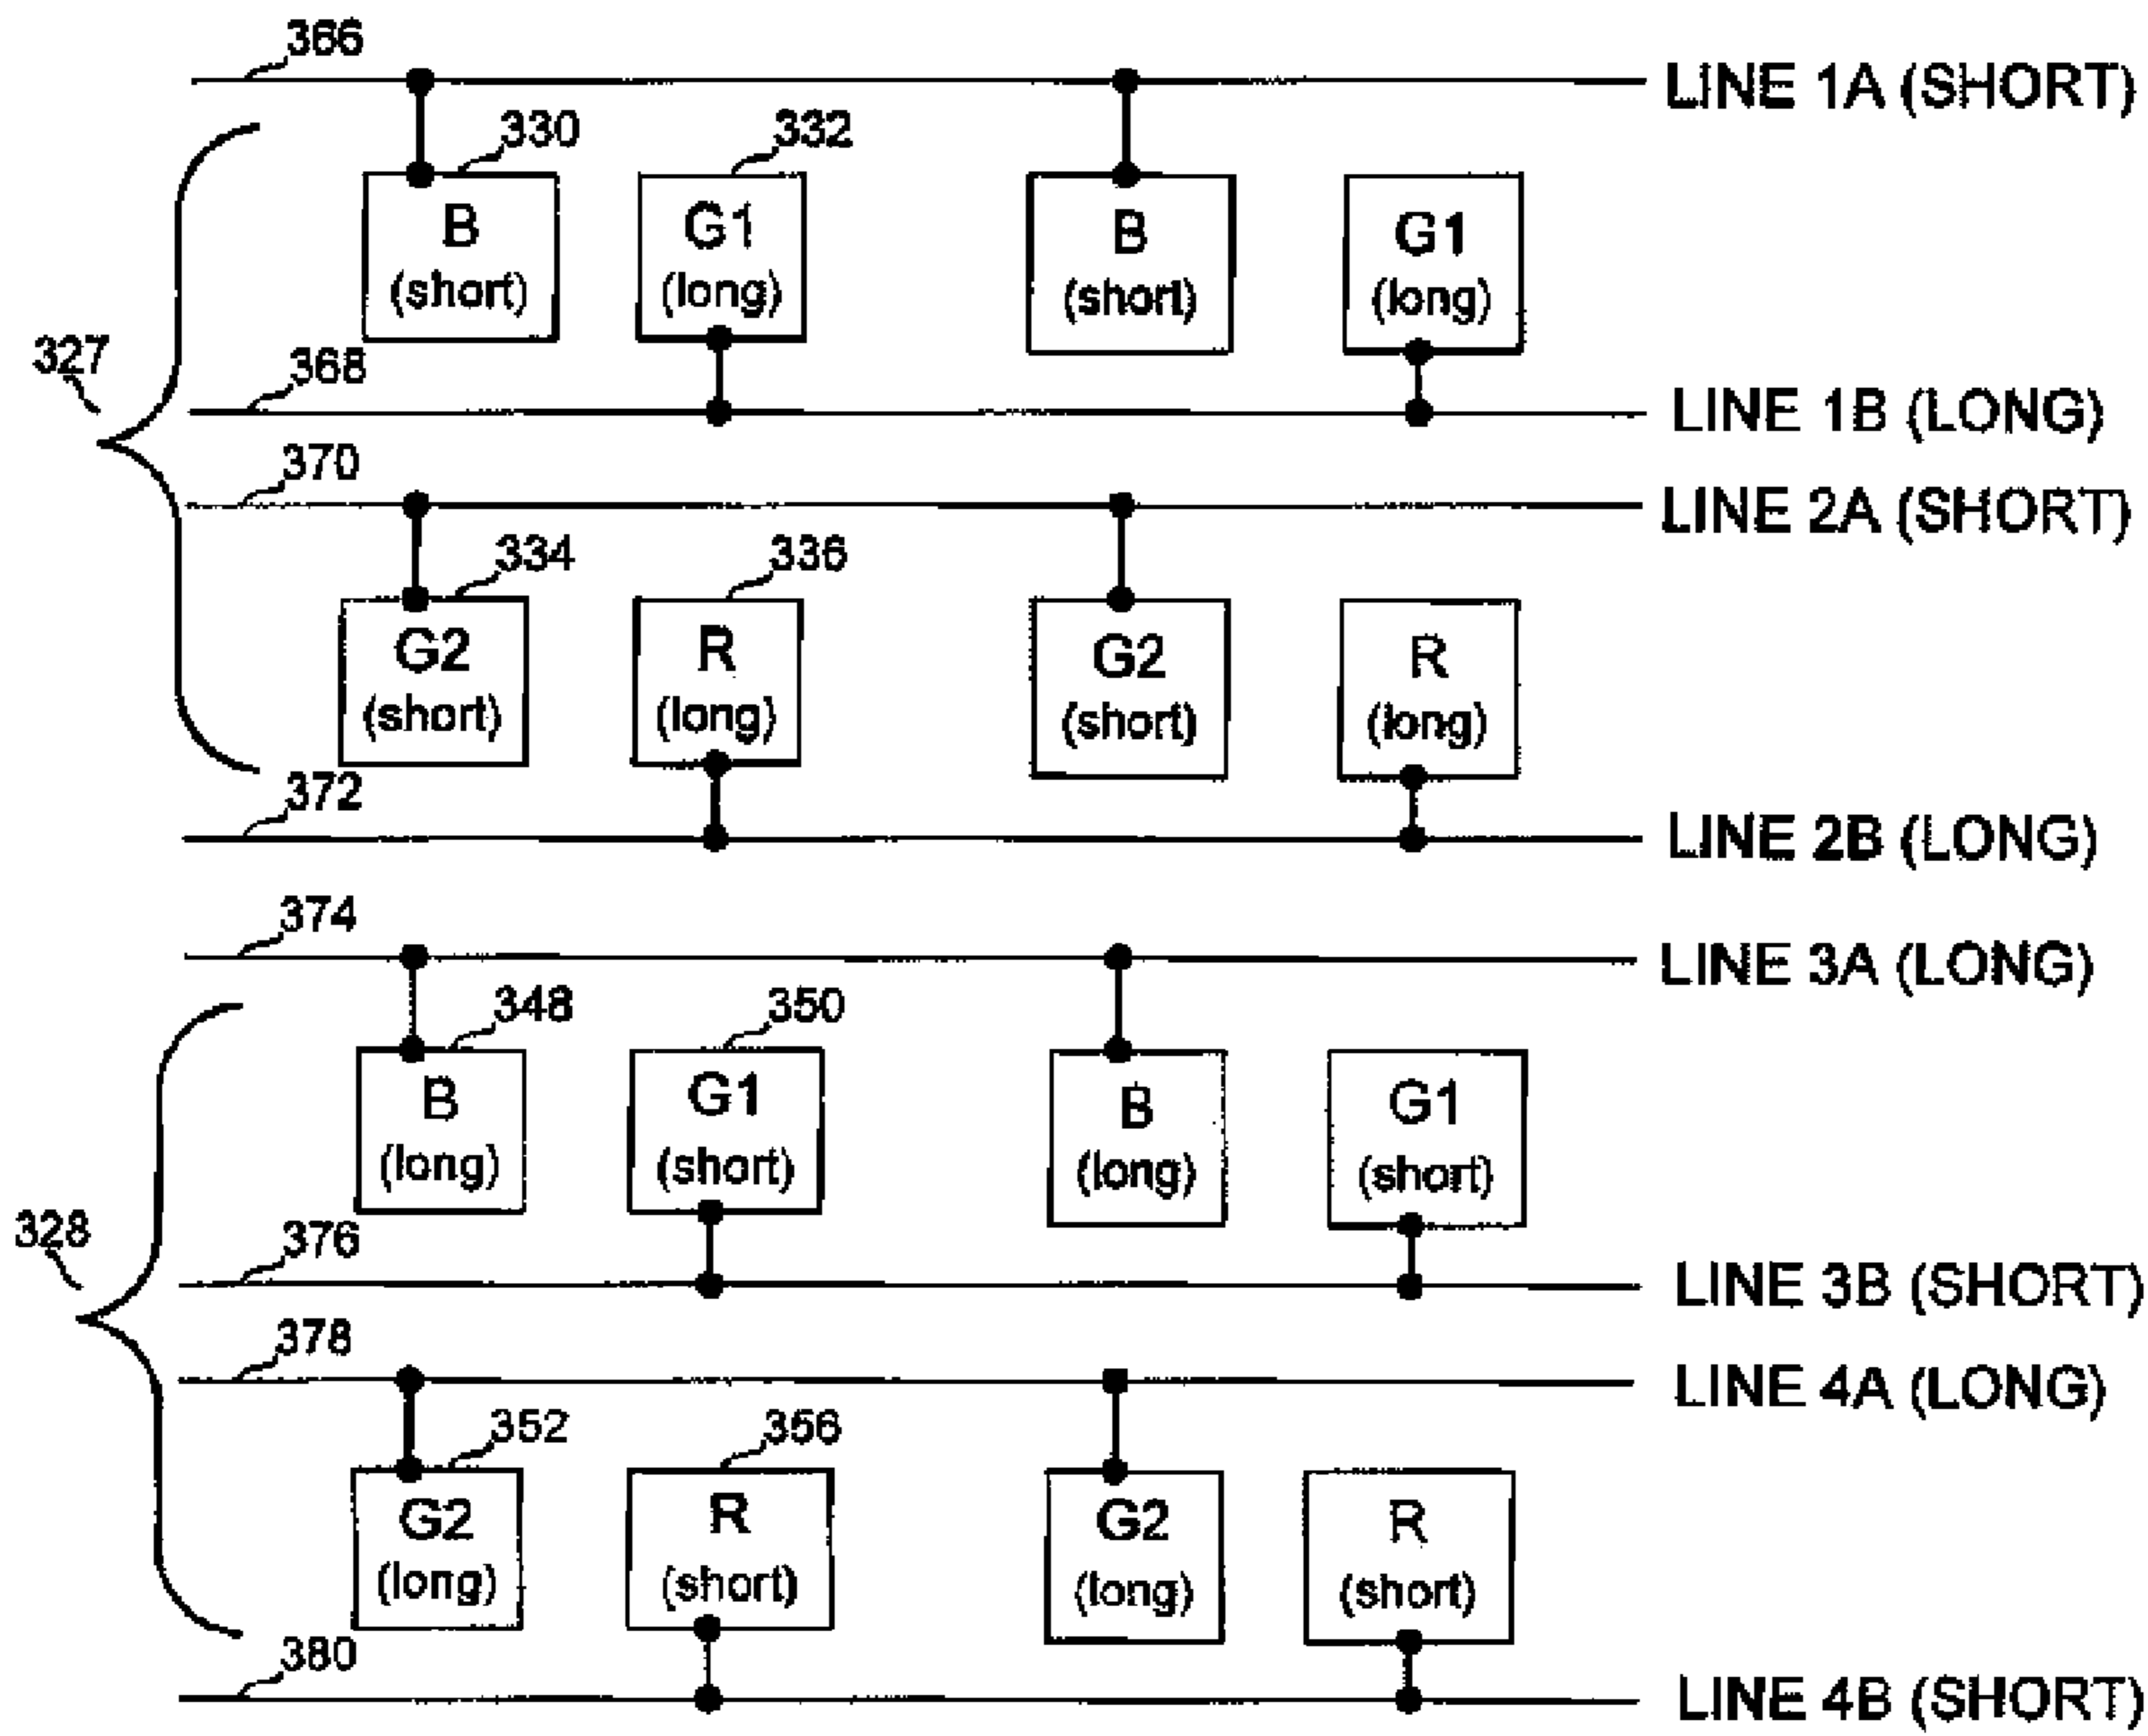 366
LINE 1A (SHORT)
330
332
B
(short)
G1
(long)
B
(short)
G1
(long)
327
368
LINE 1B (LONG)
370
LINE 2A (SHORT)
334
336
G2
(short)
R
(long)
G2
(short)
R
(long)
372
LINE 2B (LONG)
374
LINE 3A (LONG)
348
350
B
(long)
G1
(short)
B
(long)
G1
(short)
328
376
LINE 3B (SHORT)
378
LINE 4A (LONG)
352
356
G2
(long)
R
(short)
G2
(long)
R
(short)
380
LINE 4B (SHORT)